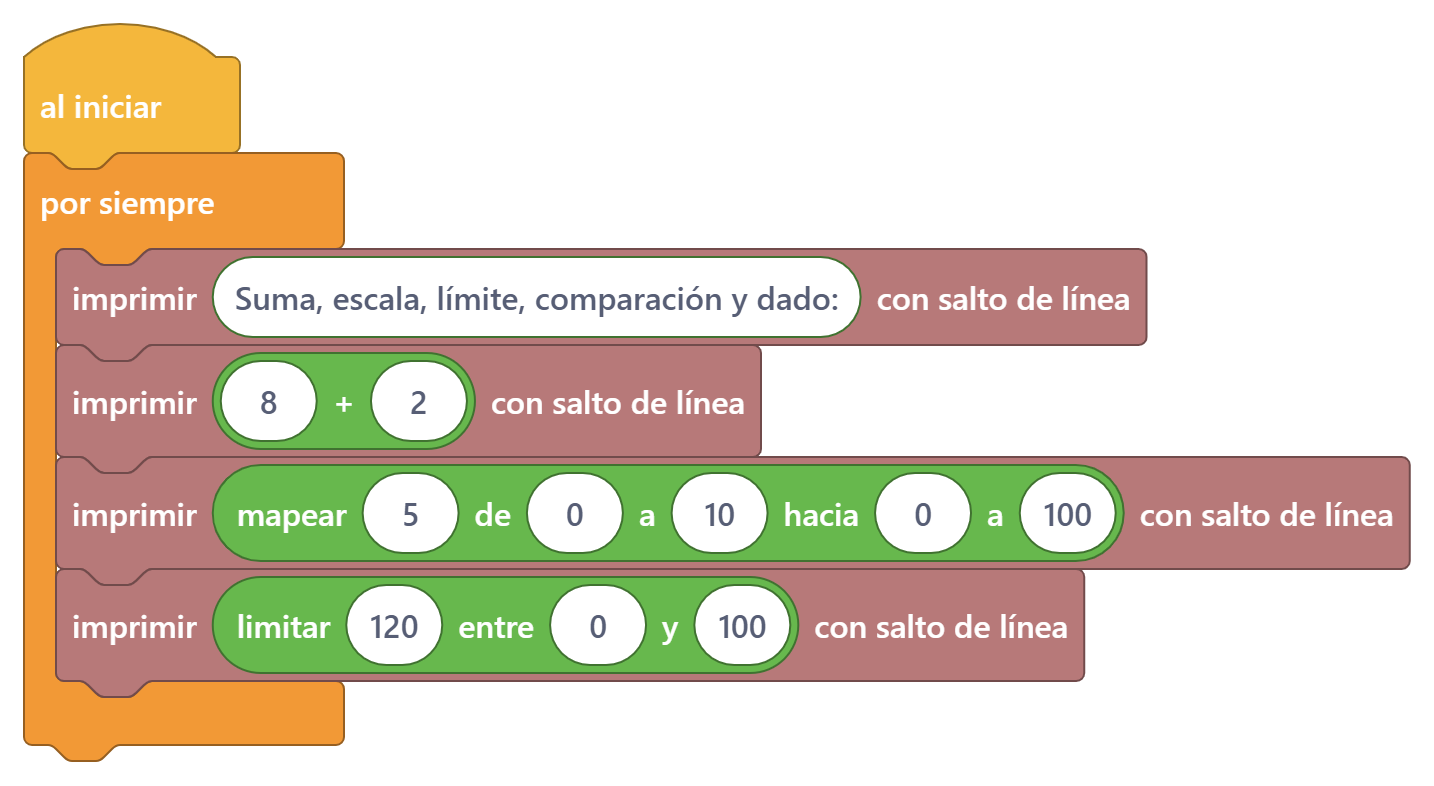 al iniciar
por siempre
imprimir Suma, escala, límite, comparación y dado: con salto de línea
imprimir 8 + 2 con salto de línea
imprimir mapear 5 de 0 a 10 hacia 0 a 100 con salto de línea
imprimir limitar 120 entre 0 y 100 con salto de línea